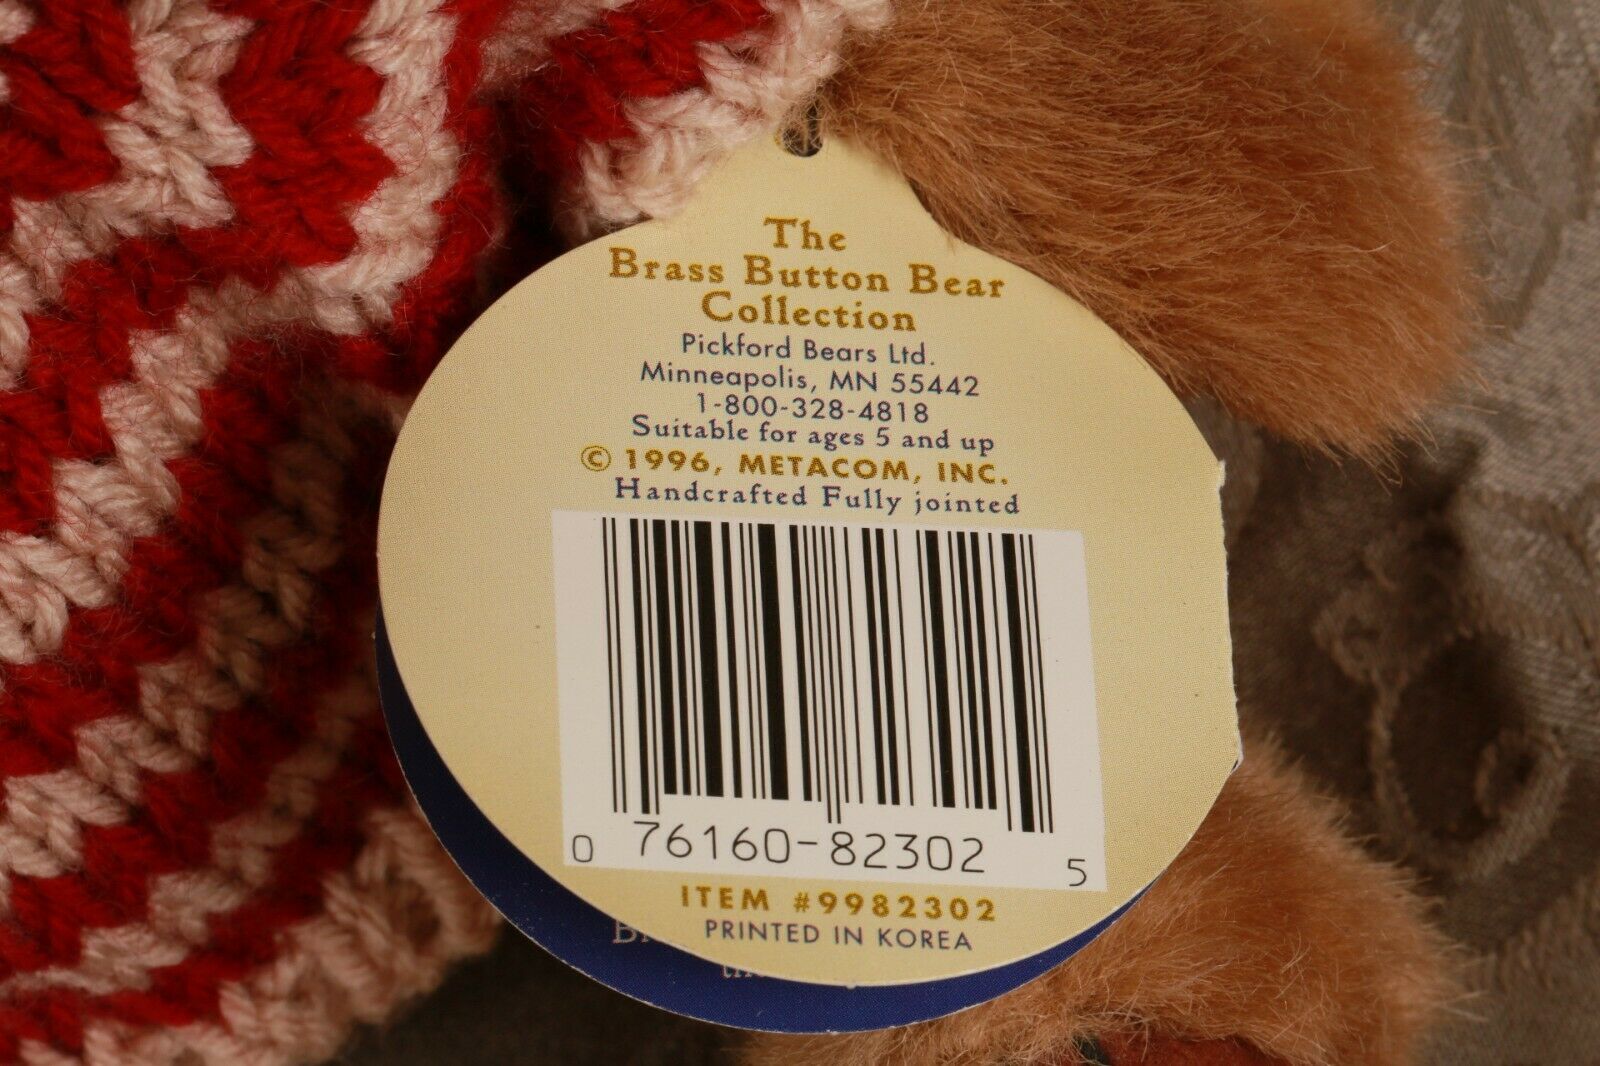 The
Brass Button Bear
Collection
Pickford Bears Ltd.
Minneapolis, MN 55442
1-800-328-4818
Suitable for ages 5 and up
© 1996, METACOM, INC.
Handcrafted Fully jointed
0 76160-82302 5
ITEM #9982302
PRINTED IN KOREA